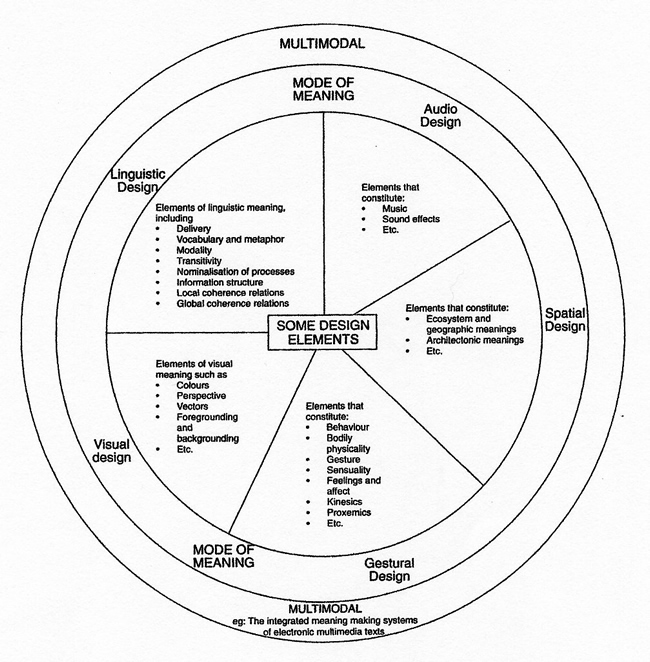 MULTIMODAL
MODE OF
MEANING
Audio
Design
Linguistic
Design
Elements of linguistic meaning,
including
• Delivery
• Vocabulary and metaphor
• Modality
• Transitivity
• Nominalisation of processes
• Information structure
• Local coherence relations
• Global coherence relations
Elements that
constitute:
• Music
• Sound effects
• Etc.
Elements that constitute:
• Ecosystem and
geographic meanings
• Architectonic meanings
• Etc.
Spatial
Design
SOME DESIGN
ELEMENTS
Elements of visual
meaning such as
• Colours
• Perspective
• Vectors
• Foregrounding
and
backgrounding
• Etc.
Visual
design
Elements that
constitute:
• Behaviour
• Bodily
physicality
• Gesture
• Sensuality
• Feelings and
affect
• Kinesics
• Proxemics
• Etc.
MODE OF
MEANING
Gestural
Design
MULTIMODAL
eg: The integrated meaning making systems
of electronic multimedia texts